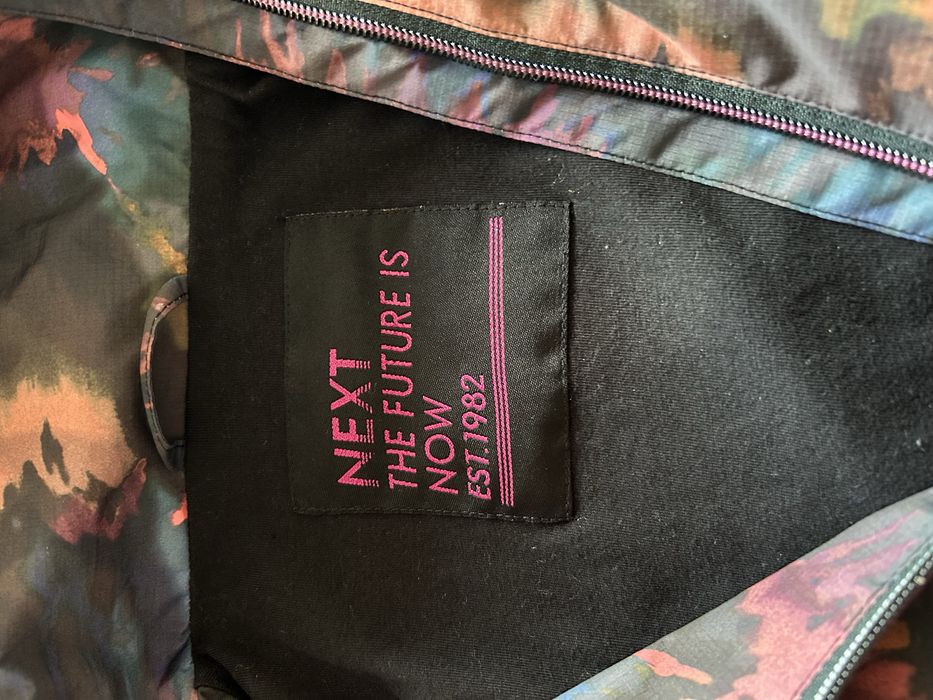 NEXT
THE FUTURE IS
NOW
EST.1982